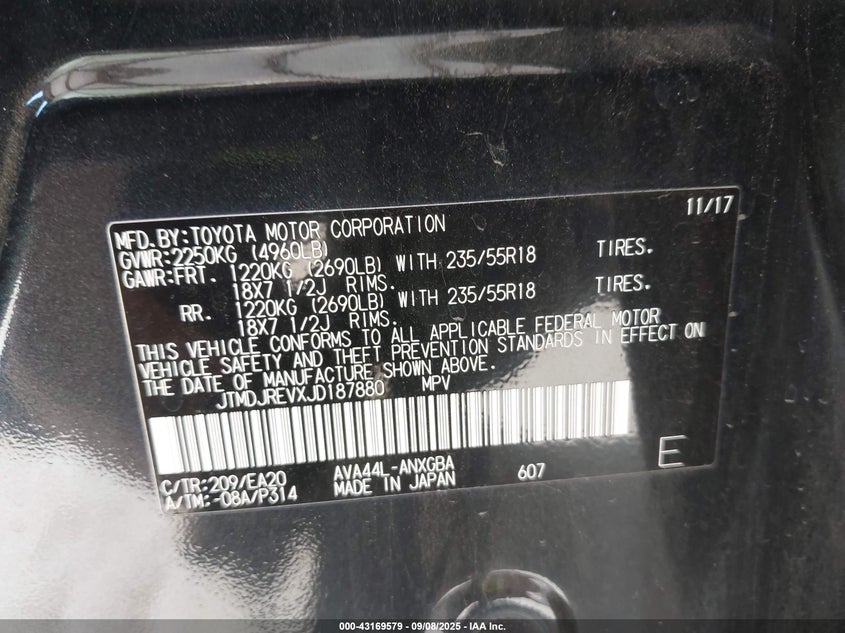 11/17
MFD.BY:TOYOTA MOTOR CORPORATION
GVWR:2250KG (4960LB)
GAWR:FRT. 1220KG (2690LB) WITH 235/55R18 TIRES.
18X7 1/2J RIMS.
RR. 1220KG (2690LB) WITH 235/55R18 TIRES.
18X7 1/2J RIMS.
THIS VEHICLE CONFORMS TO ALL APPLICABLE FEDERAL MOTOR
VEHICLE SAFETY AND THEFT PREVENTION STANDARDS IN EFFECT ON
THE DATE OF MANUFACTURE SHOWN ABOVE.
JTMDJREVXJD187880 MPV
C/TR:209/EA20 AVA44L-ANXGBA 607 E
A/TM:-08A/P314 MADE IN JAPAN
000-43169579 - 09/08/2025 - IAA Inc.